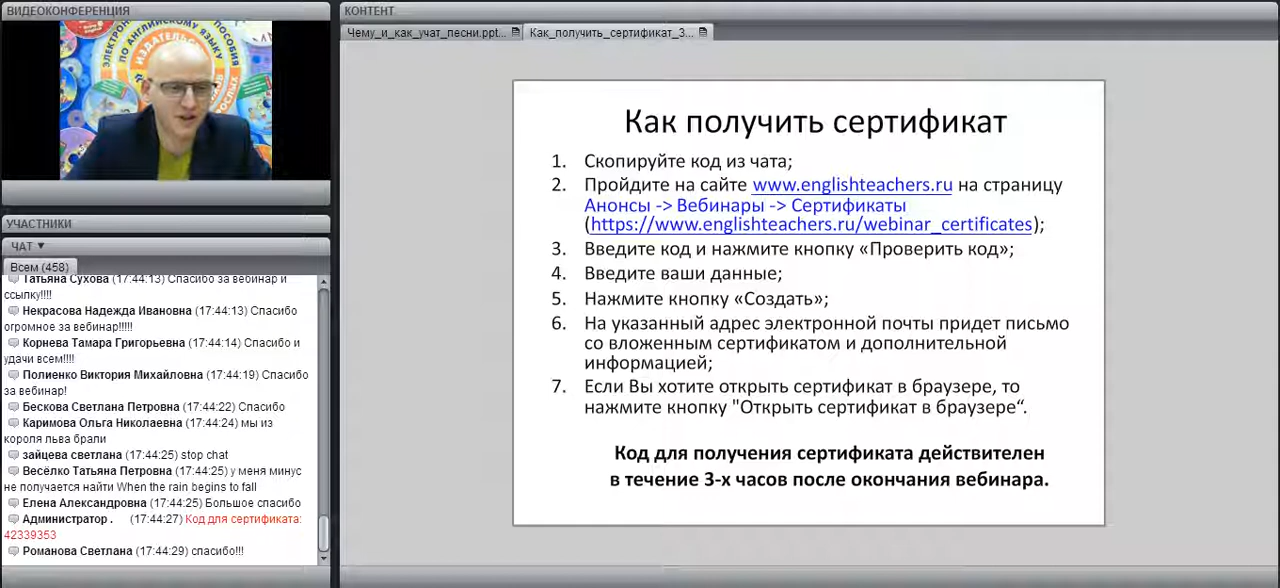 ВИДЕОКОНФЕРЕНЦИЯ
ЭЛЕКТРОННЫЕ ПОСОБИЯ
ПО АНГЛИЙСКОМУ ЯЗЫКУ
УЧАСТНИКИ
ЧАТ ▼
Всем (458)
Татьяна Сухова (17:44:13) Спасибо за вебинар и
ссылку!!!!
Некрасова Надежда Ивановна (17:44:13) Спасибо
огромное за вебинар!!!!!
Корнева Тамара Григорьевна (17:44:14) Спасибо и
удачи всем!!!!
Полиенко Виктория Михайловна (17:44:19) Спасибо
за вебинар!
Бескова Светлана Петровна (17:44:22) Спасибо
Каримова Ольга Николаевна (17:44:24) мы из
короля льва брали
зайцева светлана (17:44:25) stop chat
Весёлко Татьяна Петровна (17:44:25) у меня минус
не получается найти When the rain begins to fall
Елена Александровна (17:44:25) Большое спасибо
Администратор . (17:44:27) Код для сертификата:
42339353
Романова Светлана (17:44:29) спасибо!!!
КОНТЕНТ
Чему_и_как_учат_песни.ppt... Как_получить_сертификат_3...
Как получить сертификат
1. Скопируйте код из чата;
2. Пройдите на сайте www.englishteachers.ru на страницу
Анонсы -> Вебинары -> Сертификаты
(https://www.englishteachers.ru/webinar_certificates);
3. Введите код и нажмите кнопку «Проверить код»;
4. Введите ваши данные;
5. Нажмите кнопку «Создать»;
6. На указанный адрес электронной почты придет письмо
со вложенным сертификатом и дополнительной
информацией;
7. Если Вы хотите открыть сертификат в браузере, то
нажмите кнопку "Открыть сертификат в браузере“.
Код для получения сертификата действителен
в течение 3-х часов после окончания вебинара.